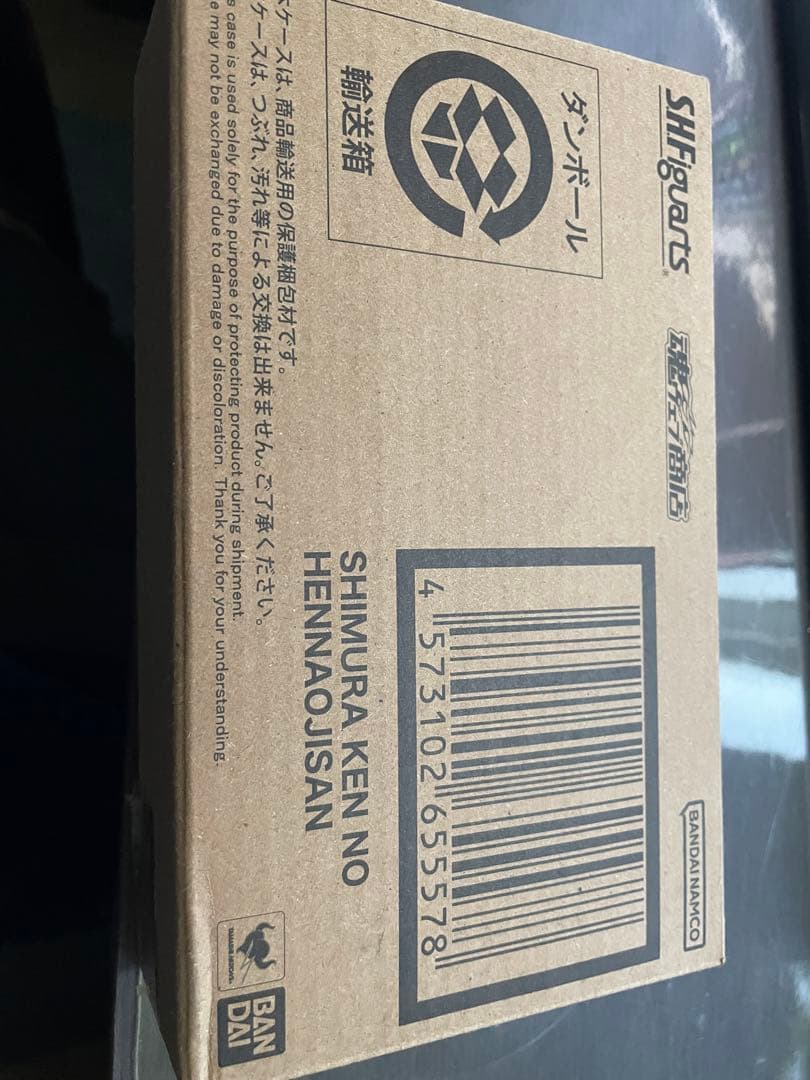 S.H.Figuarts®
魂ウェブ商店
BANDAI NAMCO
ダンボール
輸送箱
4 573102 655578
SHIMURA KEN NO
HENNAOJISAN
本ケースは、商品輸送用の保護梱包材です。
ケースは、つぶれ、汚れ等による交換は出来ません。ご了承ください。
s case is used solely for the purpose of protecting product during shipment.
e may not be exchanged due to damage or discoloration. Thank you for your understanding.
TAMASHII NATIONS
BAN
DAI